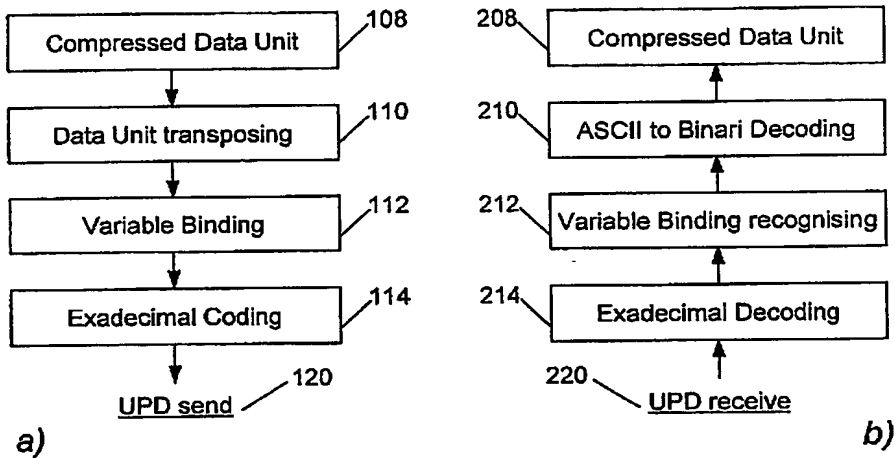 Compressed Data Unit
108
Data Unit transposing
110
Variable Binding
112
Exadecimal Coding
114
UPD send
120
a)
208
Compressed Data Unit
210
ASCII to Binari Decoding
212
Variable Binding recognising
214
Exadecimal Decoding
220
UPD receive
b)